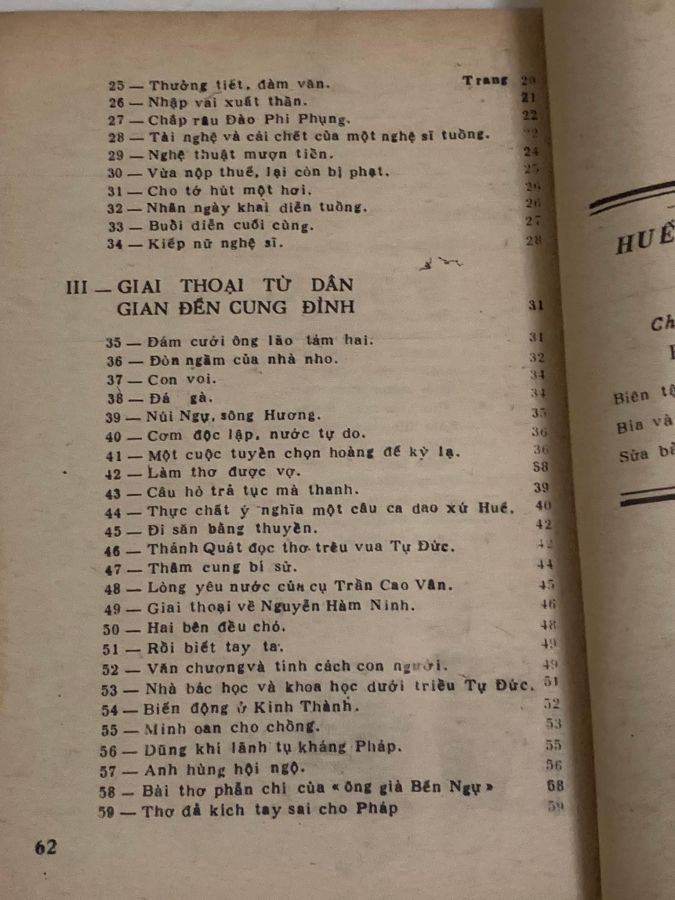 25 — Thưởng tiết, đàm văn. Trang 20
26 — Nhập vai xuất thần. 21
27 — Chắp râu Đào Phi Phụng. 22
28 — Tài nghệ và cái chết của một nghệ sĩ tuồng. 22
29 — Nghệ thuật mượn tiền. 24
30 — Vừa nộp thuế, lại còn bị phạt. 25
31 — Cho tớ hút một hơi. 26
32 — Nhân ngày khai diễn tuồng. 26
33 — Buổi diễn cuối cùng. 27
34 — Kiếp nữ nghệ sĩ. 28
III — GIAI THOẠI TỪ DÂN
GIAN ĐẾN CUNG ĐÌNH 31
35 — Đám cưới ông lão tám hai. 31
36 — Đòn ngầm của nhà nho. 32
37 — Con voi. 34
38 — Đá gà. 34
39 — Núi Ngự, sông Hương. 35
40 — Cơm độc lập, nước tự do. 36
41 — Một cuộc tuyển chọn hoàng đế kỳ lạ. 36
42 — Làm thơ được vợ. 58
43 — Câu hò trả tục mà thanh. 39
44 — Thực chất ý nghĩa một câu ca dao xứ Huế. 40
45 — Đi săn bằng thuyền. 42
46 — Thánh Quát đọc thơ trêu vua Tự Đức. 42
47 — Thâm cung bí sử. 44
48 — Lòng yêu nước của cụ Trần Cao Vân. 45
49 — Giai thoại về Nguyễn Hàm Ninh. 46
50 — Hai bên đều chó. 48
51 — Rồi biết tay ta. 49
52 — Văn chương và tính cách con người. 49
53 — Nhà bác học và khoa học dưới triều Tự Đức. 51
54 — Biến động ở Kinh Thành. 52
55 — Minh oan cho chồng. 53
56 — Dũng khí lãnh tụ kháng Pháp. 55
57 — Anh hùng hội ngộ. 56
58 — Bài thơ phản chi của «ông già Bến Ngự» 58
59 — Thơ đả kích tay sai cho Pháp 59
62
HUẾ
Ch
Biên tậ
Bìa và
Sửa bả